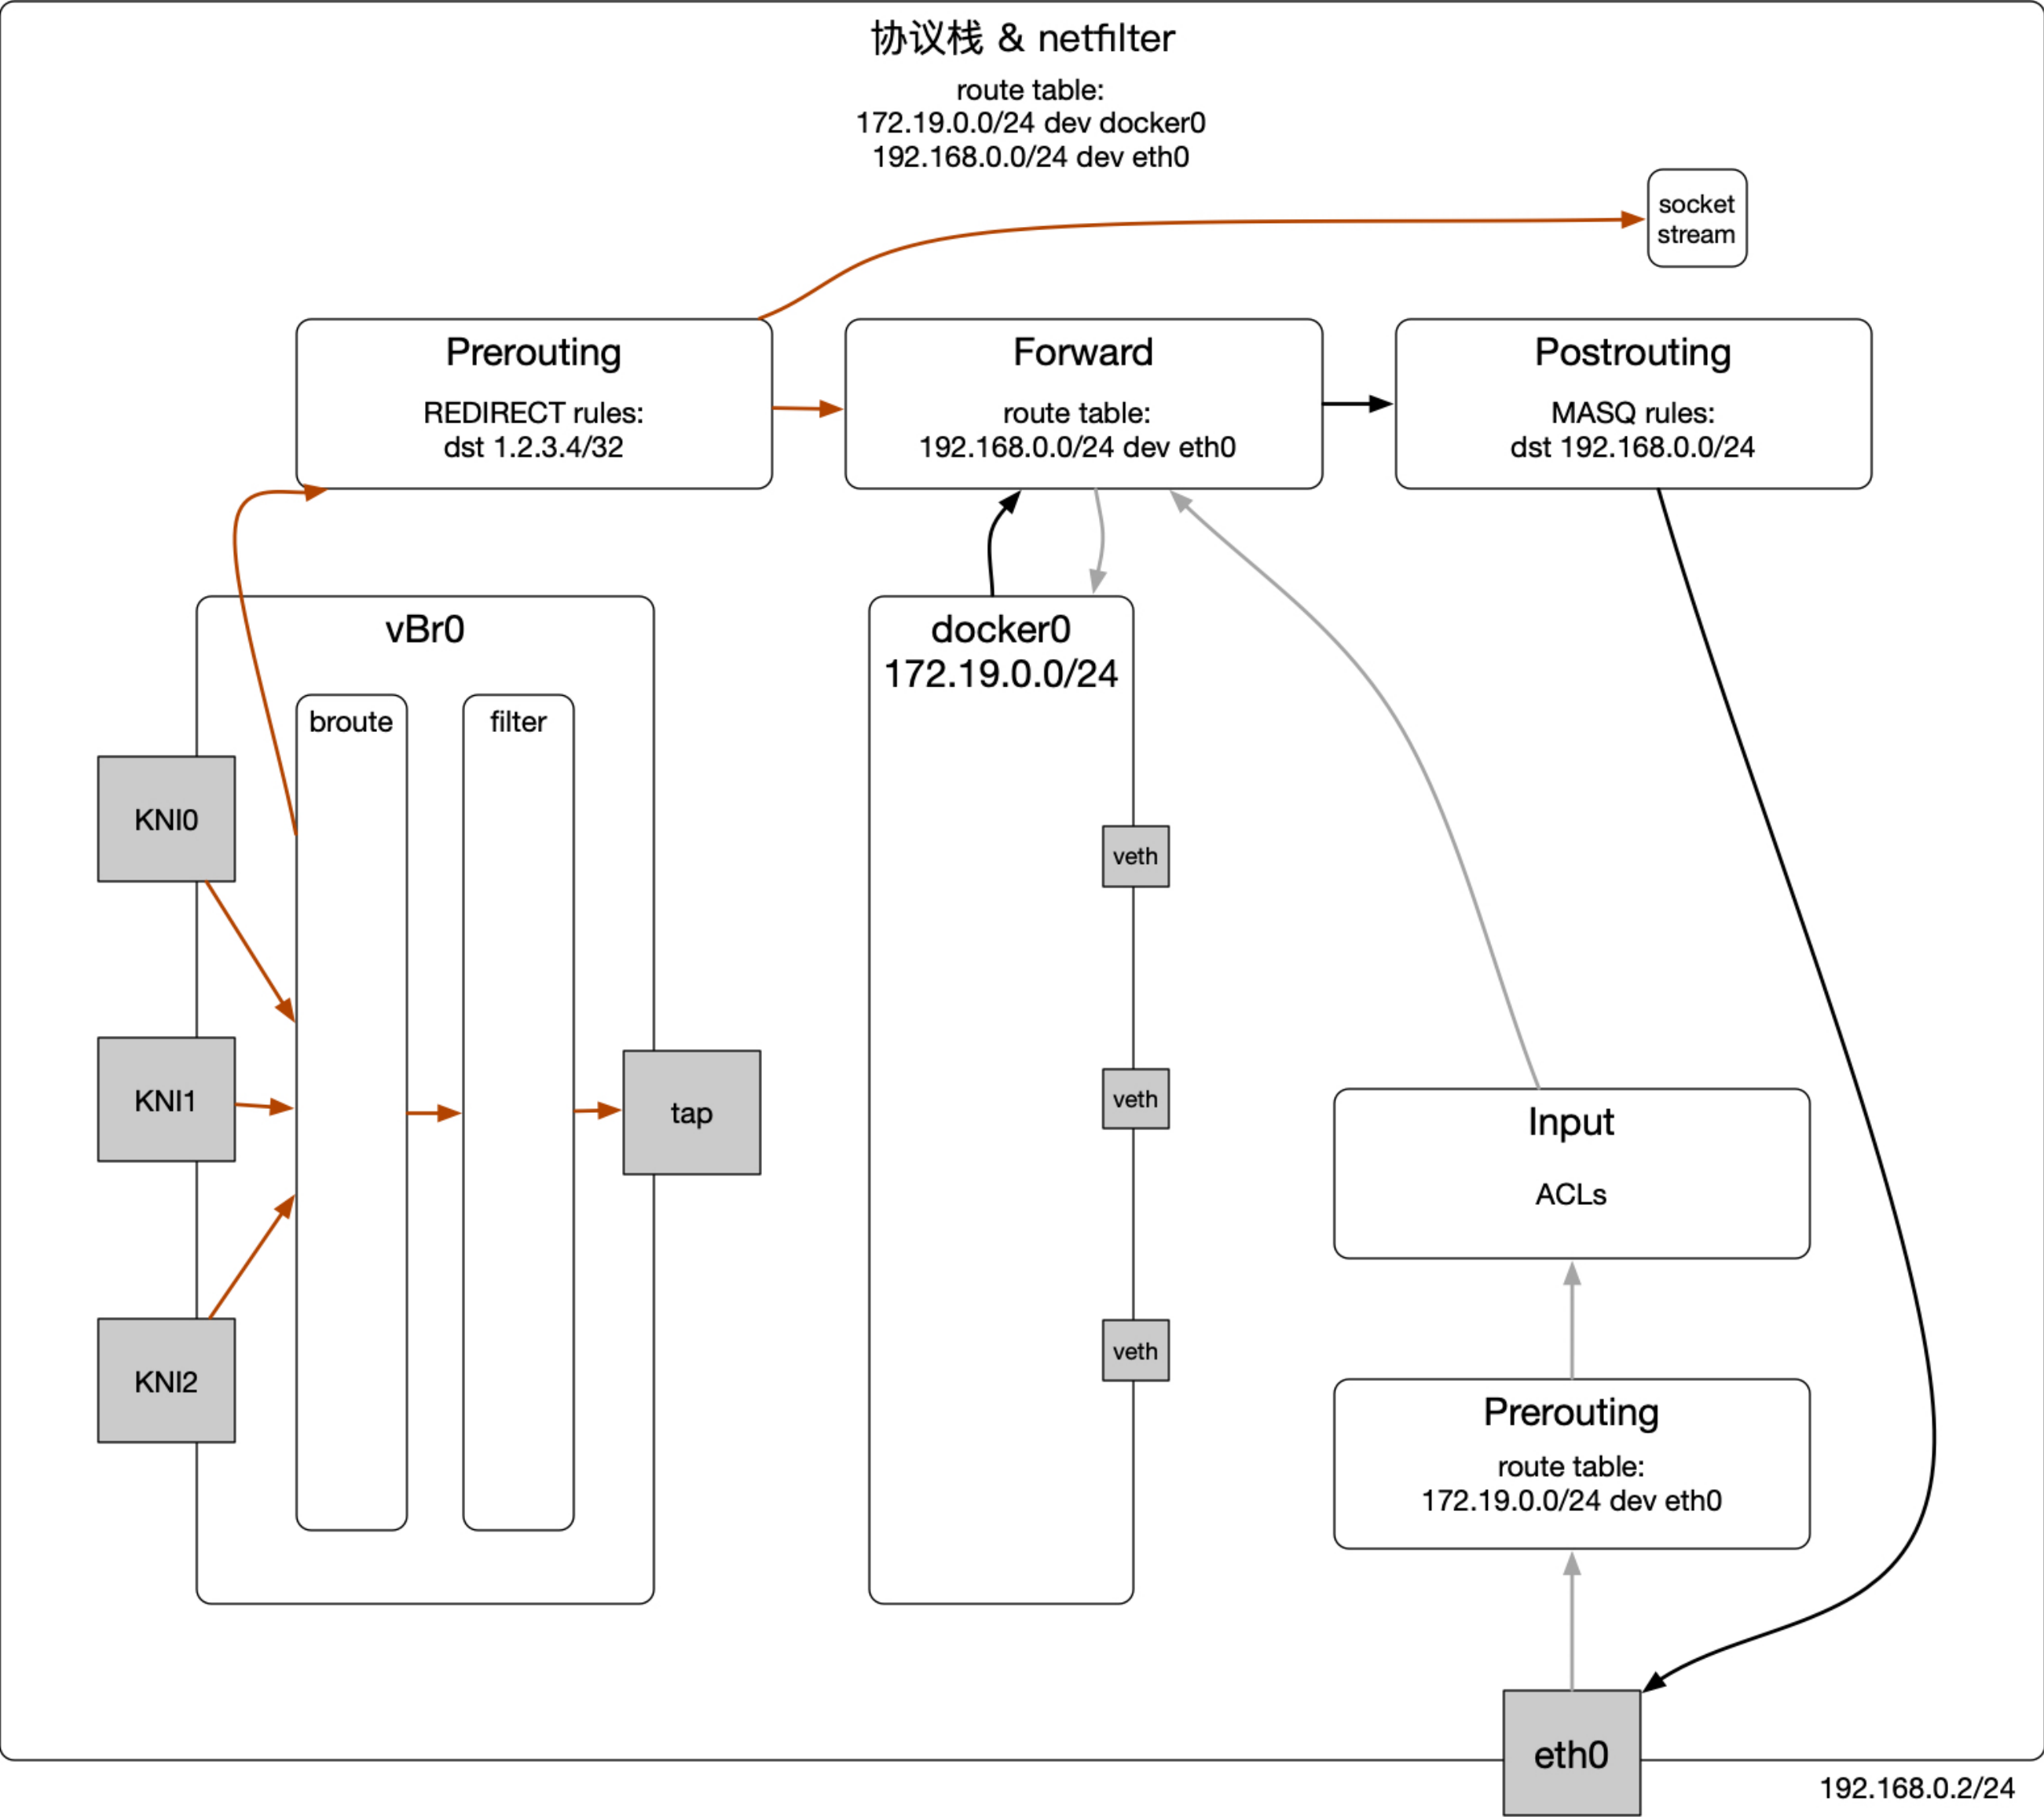 协议栈 & netfilter
route table:
172.19.0.0/24 dev docker0
192.168.0.0/24 dev eth0
socket
stream
Prerouting
REDIRECT rules:
dst 1.2.3.4/32
Forward
route table:
192.168.0.0/24 dev eth0
Postrouting
MASQ rules:
dst 192.168.0.0/24
vBr0
broute
filter
KNI0
KNI1
KNI2
tap
docker0
172.19.0.0/24
veth
veth
veth
Input
ACLs
Prerouting
route table:
172.19.0.0/24 dev eth0
eth0
192.168.0.2/24